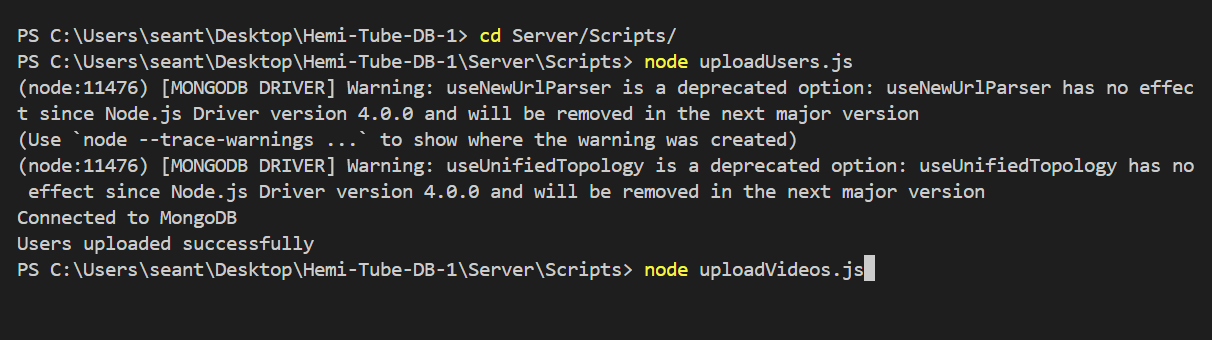 PS C:\Users\seant\Desktop\Hemi-Tube-DB-1> cd Server/Scripts/
PS C:\Users\seant\Desktop\Hemi-Tube-DB-1\Server\Scripts> node uploadUsers.js
(node:11476) [MONGODB DRIVER] Warning: useNewUrlParser is a deprecated option: useNewUrlParser has no effec
t since Node.js Driver version 4.0.0 and will be removed in the next major version
(Use `node --trace-warnings ...` to show where the warning was created)
(node:11476) [MONGODB DRIVER] Warning: useUnifiedTopology is a deprecated option: useUnifiedTopology has no
 effect since Node.js Driver version 4.0.0 and will be removed in the next major version
Connected to MongoDB
Users uploaded successfully
PS C:\Users\seant\Desktop\Hemi-Tube-DB-1\Server\Scripts> node uploadVideos.js